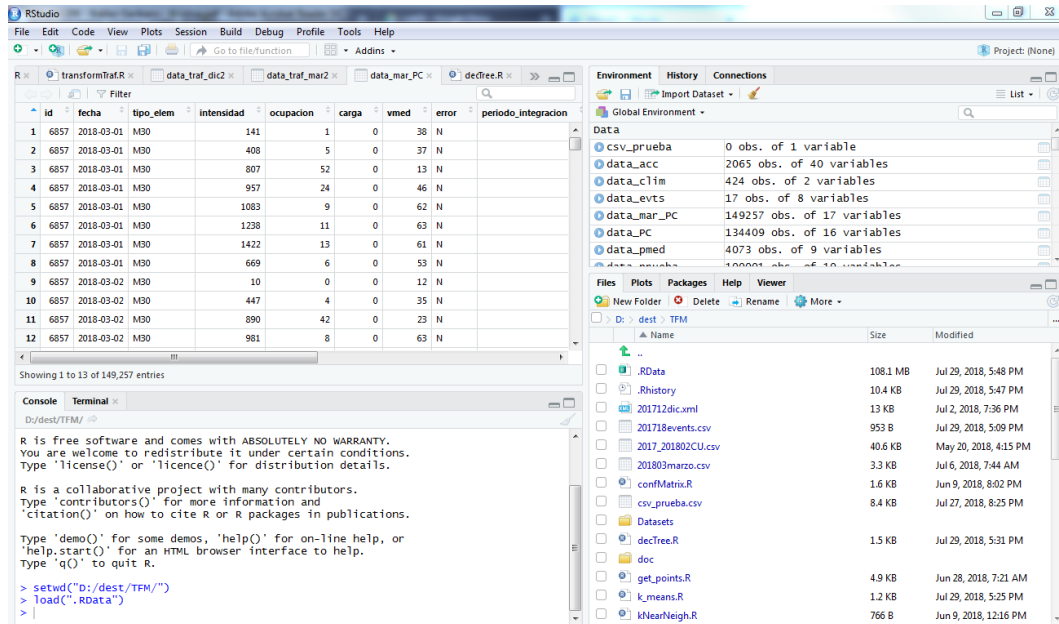 RStudio
File Edit Code View Plots Session Build Debug Profile Tools Help
Go to file/function Addins Project: (None)
R transformTraf.R data_traf_dic2 data_traf_mar2 data_mar_PC decTree.R
Filter
id fecha tipo_elem intensidad ocupacion carga vmed error periodo_integracion
1 6857 2018-03-01 M30 141 1 0 38 N
2 6857 2018-03-01 M30 408 5 0 37 N
3 6857 2018-03-01 M30 807 52 0 13 N
4 6857 2018-03-01 M30 957 24 0 46 N
5 6857 2018-03-01 M30 1083 9 0 62 N
6 6857 2018-03-01 M30 1238 11 0 63 N
7 6857 2018-03-01 M30 1422 13 0 61 N
8 6857 2018-03-01 M30 669 6 0 53 N
9 6857 2018-03-02 M30 10 0 0 12 N
10 6857 2018-03-02 M30 447 4 0 35 N
11 6857 2018-03-02 M30 890 42 0 23 N
12 6857 2018-03-02 M30 981 8 0 63 N
Showing 1 to 13 of 149,257 entries
Console Terminal
D:/dest/TFM/
R is free software and comes with ABSOLUTELY NO WARRANTY.
You are welcome to redistribute it under certain conditions.
Type 'license()' or 'licence()' for distribution details.
R is a collaborative project with many contributors.
Type 'contributors()' for more information and
'citation()' on how to cite R or R packages in publications.
Type 'demo()' for some demos, 'help()' for on-line help, or
'help.start()' for an HTML browser interface to help.
Type 'q()' to quit R.
> setwd("D:/dest/TFM/")
> load(".RData")
>
Environment History Connections
Import Dataset List
Global Environment
Data
csv_prueba 0 obs. of 1 variable
data_acc 2065 obs. of 40 variables
data_clim 424 obs. of 2 variables
data_evts 17 obs. of 8 variables
data_mar_PC 149257 obs. of 17 variables
data_PC 134409 obs. of 16 variables
data_pmed 4073 obs. of 9 variables
Files Plots Packages Help Viewer
New Folder Delete Rename More
D: dest TFM
Name Size Modified
..
.RData 108.1 MB Jul 29, 2018, 5:48 PM
.Rhistory 10.4 KB Jul 29, 2018, 5:47 PM
201712dic.xml 13 KB Jul 2, 2018, 7:36 PM
201718events.csv 953 B Jul 29, 2018, 5:09 PM
2017_201802CU.csv 40.6 KB May 20, 2018, 4:15 PM
201803marzo.csv 3.3 KB Jul 6, 2018, 7:44 AM
confMatrix.R 1.6 KB Jun 9, 2018, 8:02 PM
csv_prueba.csv 8.4 KB Jul 27, 2018, 8:25 PM
Datasets
decTree.R 1.5 KB Jul 29, 2018, 5:31 PM
doc
get_points.R 4.9 KB Jun 28, 2018, 7:21 AM
k_means.R 1.2 KB Jul 29, 2018, 5:25 PM
kNearNeigh.R 766 B Jun 9, 2018, 12:16 PM